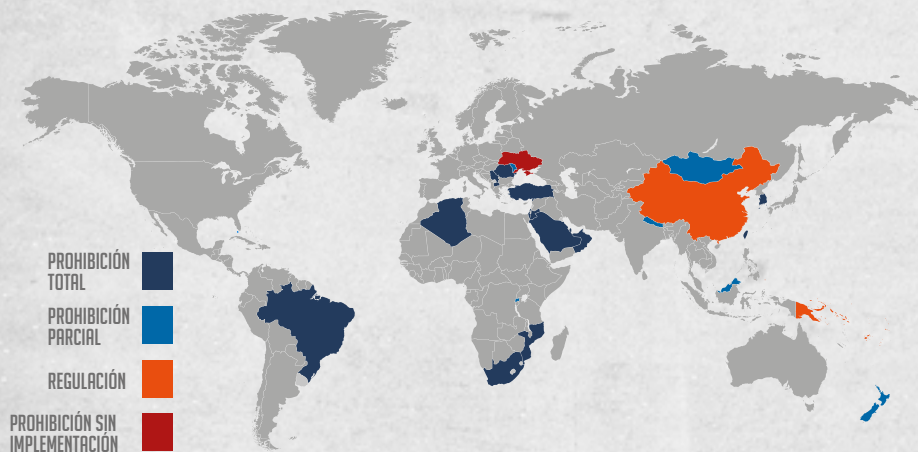 PROHIBICIÓN
TOTAL
PROHIBICIÓN
PARCIAL
REGULACIÓN
PROHIBICIÓN SIN
IMPLEMENTACIÓN